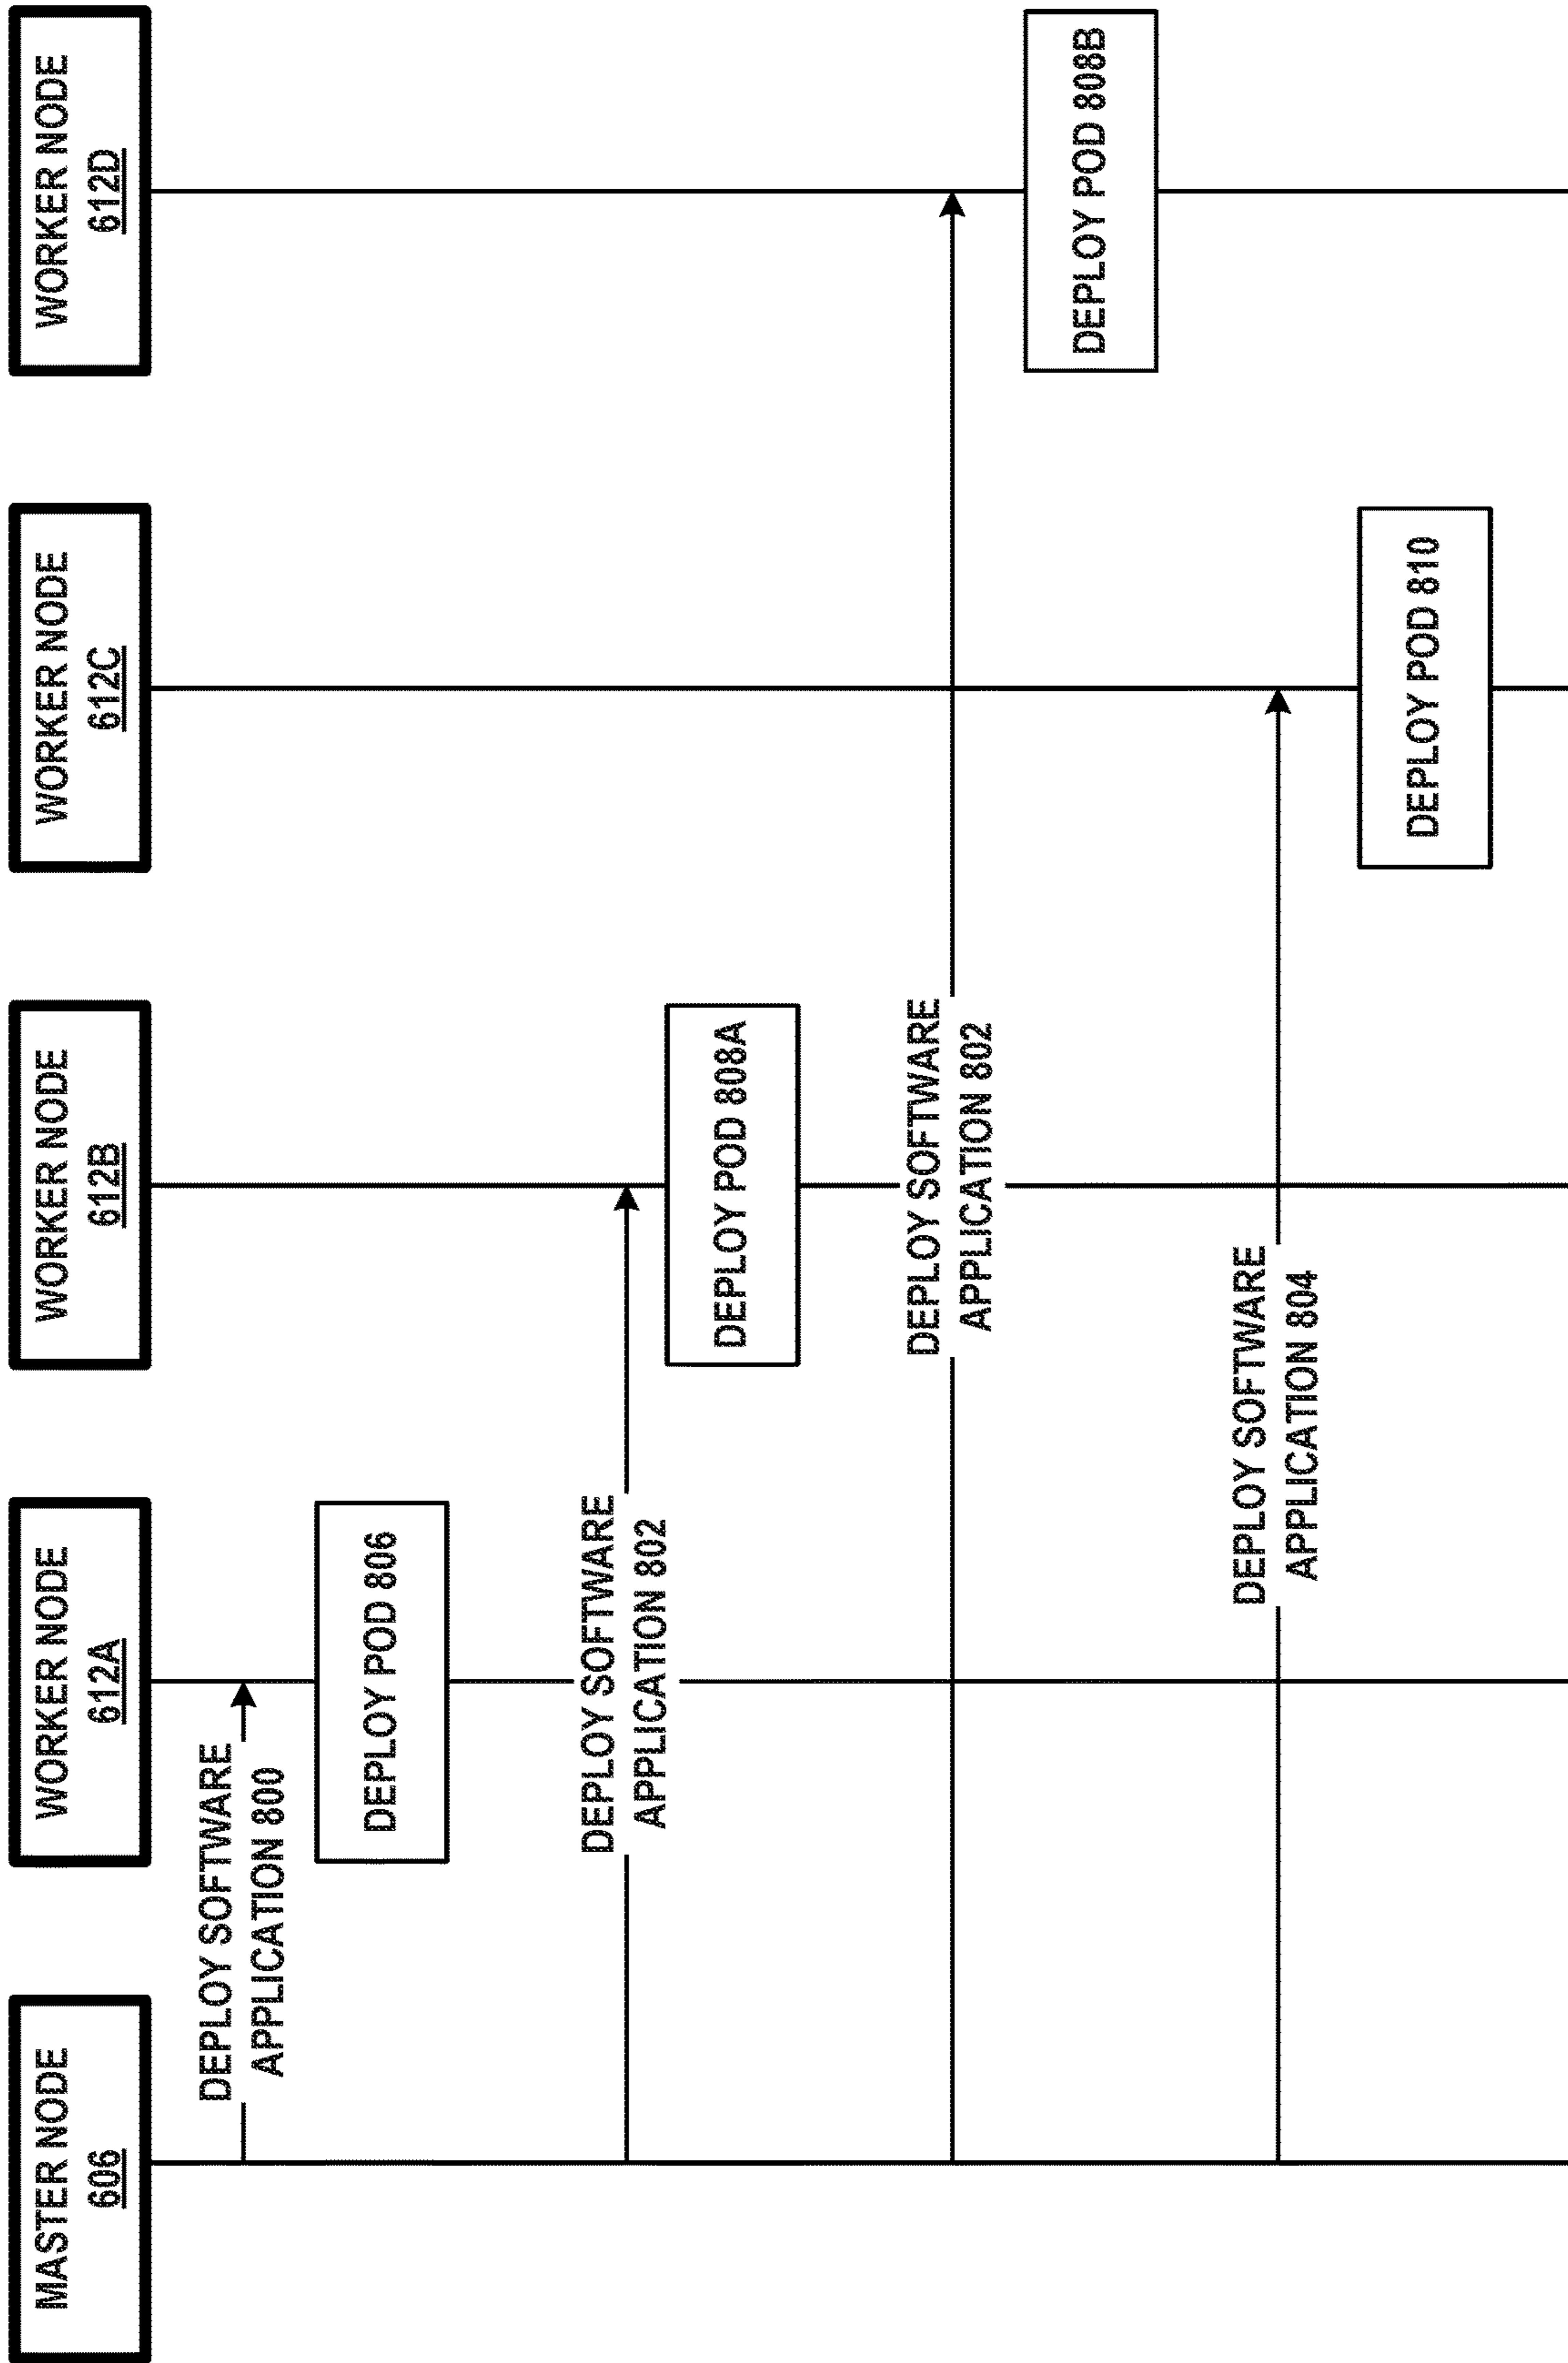 MASTER NODE
606
WORKER NODE
612A
WORKER NODE
612B
WORKER NODE
612C
WORKER NODE
612D
DEPLOY SOFTWARE
APPLICATION 800
DEPLOY POD 806
DEPLOY SOFTWARE
APPLICATION 802
DEPLOY POD 808A
DEPLOY SOFTWARE
APPLICATION 802
DEPLOY POD 808B
DEPLOY SOFTWARE
APPLICATION 804
DEPLOY POD 810